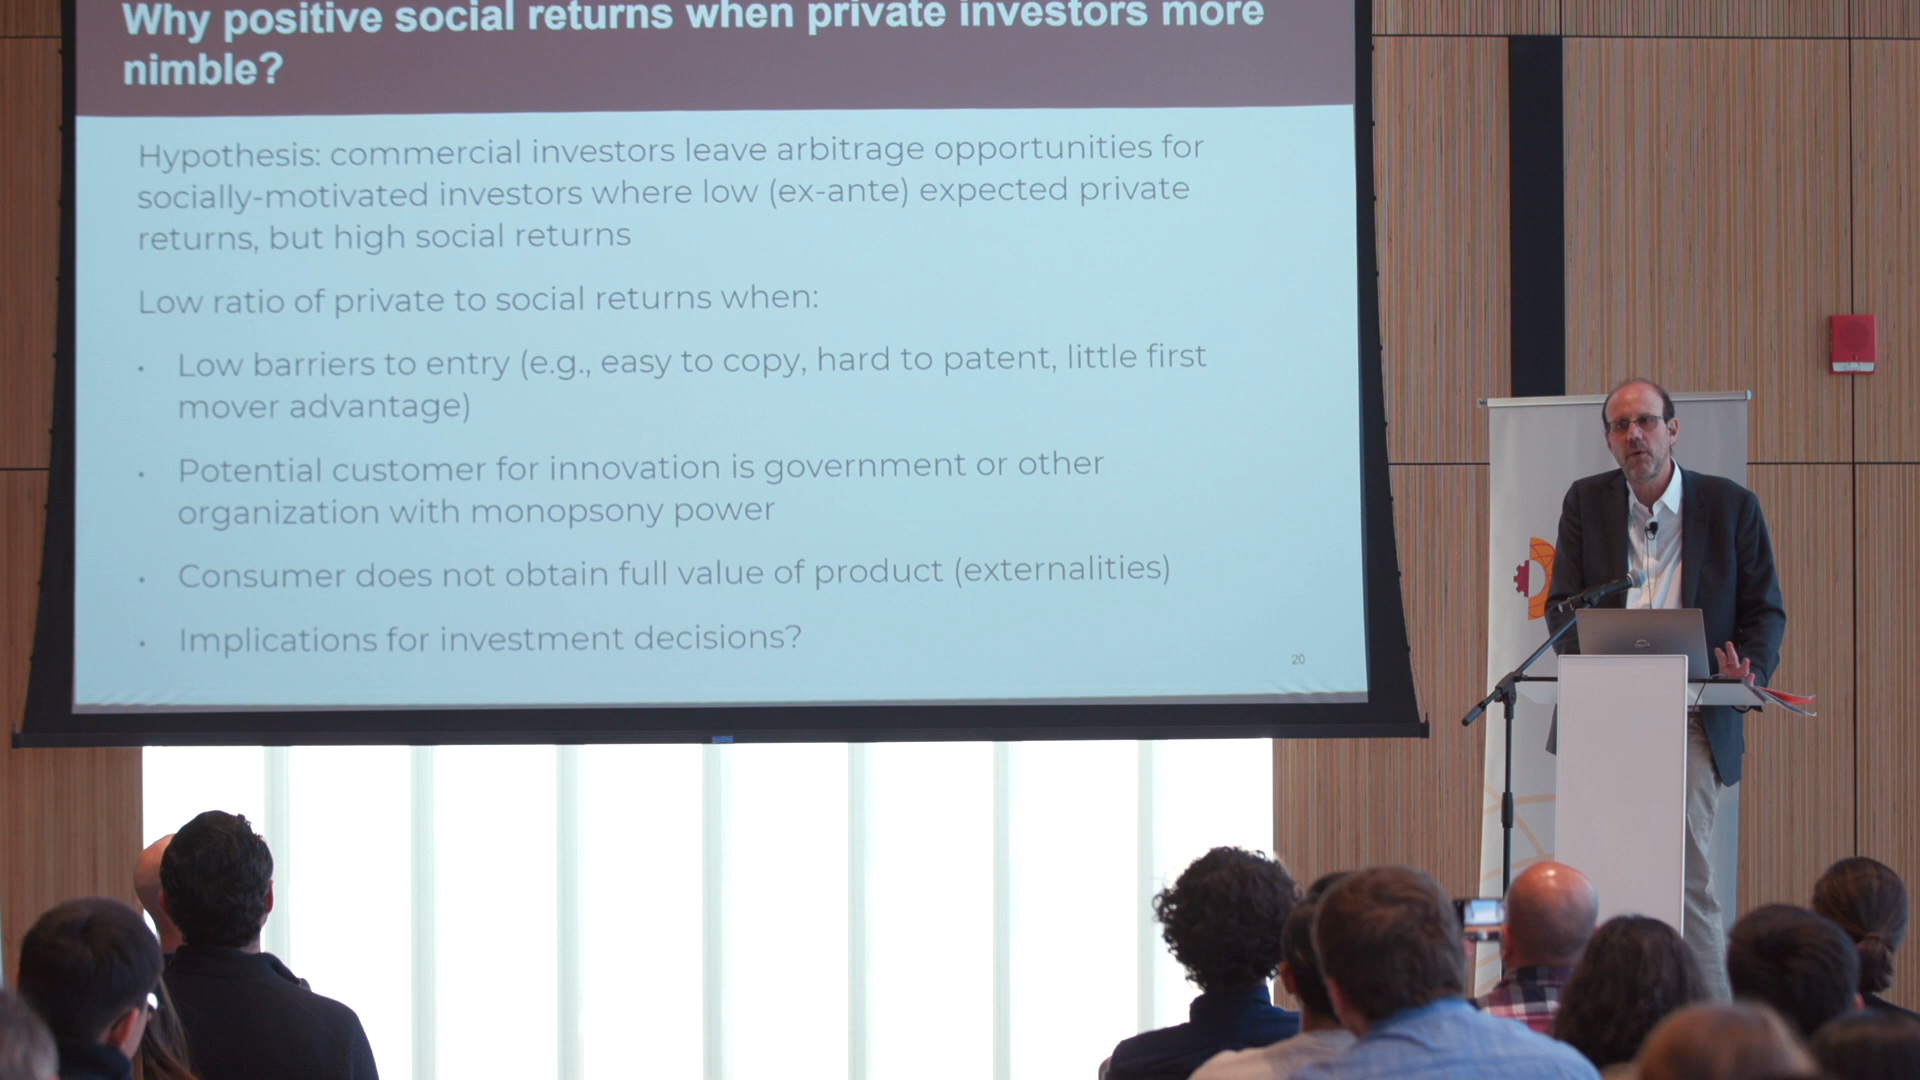 Why positive social returns when private investors more
nimble?
Hypothesis: commercial investors leave arbitrage opportunities for
socially-motivated investors where low (ex-ante) expected private
returns, but high social returns
Low ratio of private to social returns when:
• Low barriers to entry (e.g., easy to copy, hard to patent, little first
mover advantage)
• Potential customer for innovation is government or other
organization with monopsony power
• Consumer does not obtain full value of product (externalities)
• Implications for investment decisions?
20